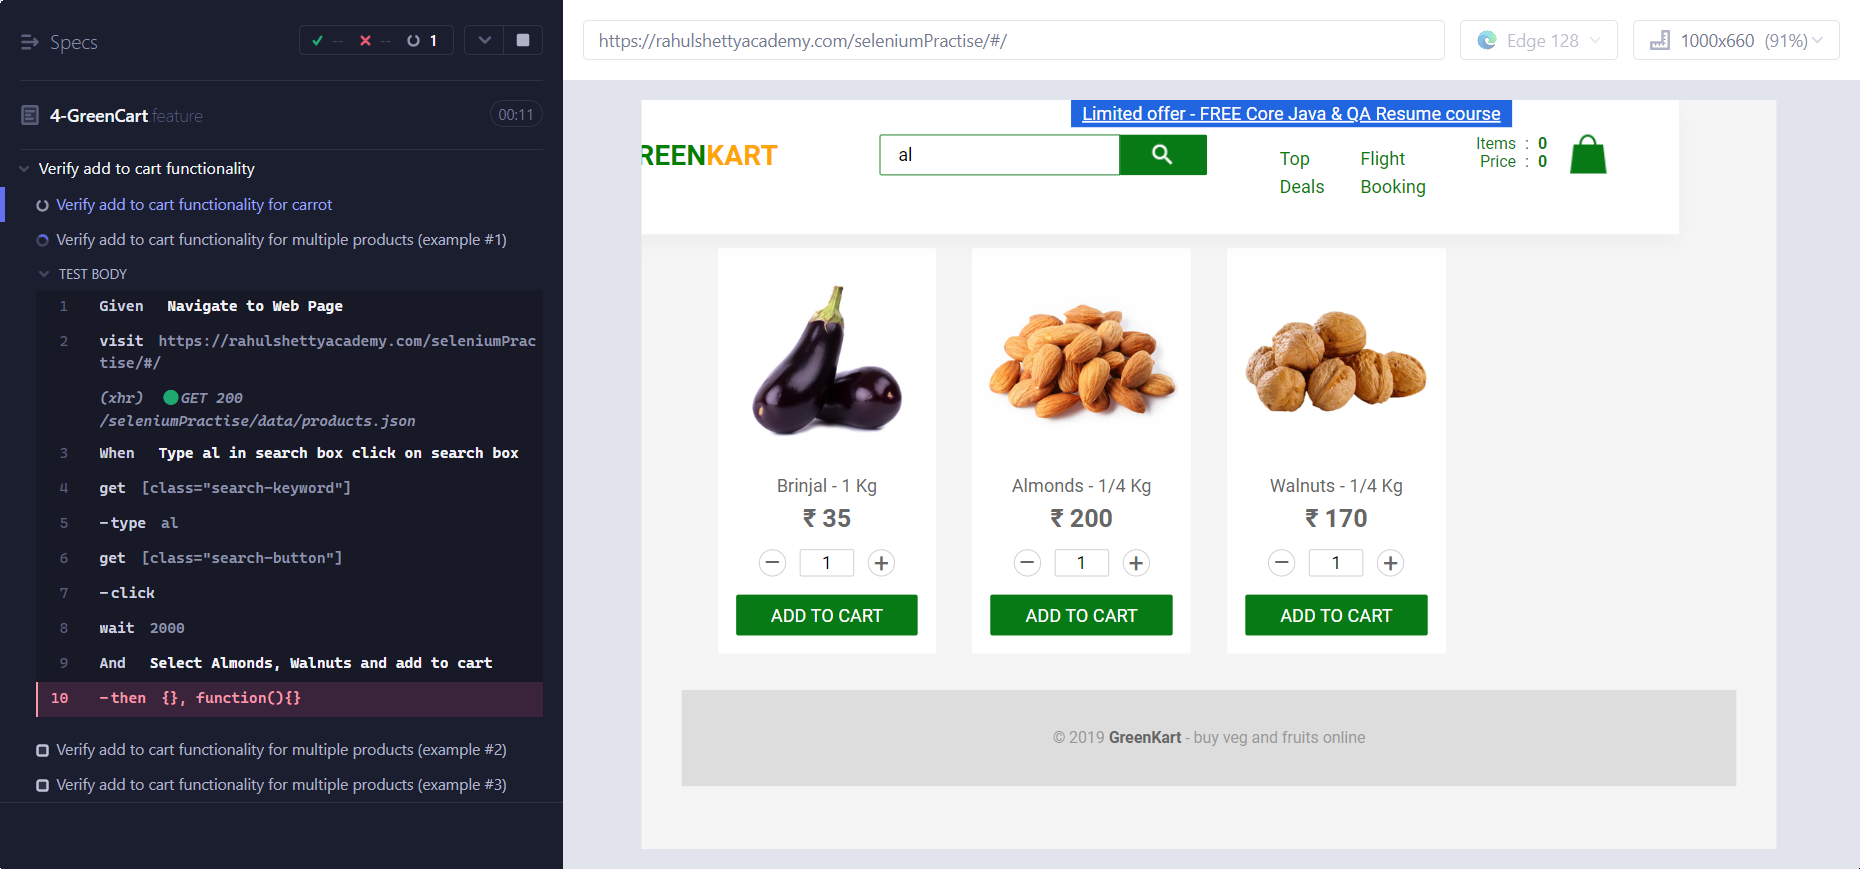 Specs
-- -- 1
4-GreenCart.feature 00:11
Verify add to cart functionality
Verify add to cart functionality for carrot
Verify add to cart functionality for multiple products (example #1)
TEST BODY
1 Given Navigate to Web Page
2 visit https://rahulshettyacademy.com/seleniumPrac
tise/#/
(xhr) GET 200
/seleniumPractise/data/products.json
3 When Type al in search box click on search box
4 get [class="search-keyword"]
5 -type al
6 get [class="search-button"]
7 -click
8 wait 2000
9 And Select Almonds, Walnuts and add to cart
10 -then {}, function(){}
Verify add to cart functionality for multiple products (example #2)
Verify add to cart functionality for multiple products (example #3)
https://rahulshettyacademy.com/seleniumPractise/#/
Edge 128
1000x660 (91%)
Limited offer - FREE Core Java & QA Resume course
REENKART
al
Top
Deals
Flight
Booking
Items : 0
Price : 0
Brinjal - 1 Kg
₹ 35
− 1 +
ADD TO CART
Almonds - 1/4 Kg
₹ 200
− 1 +
ADD TO CART
Walnuts - 1/4 Kg
₹ 170
− 1 +
ADD TO CART
© 2019 GreenKart - buy veg and fruits online